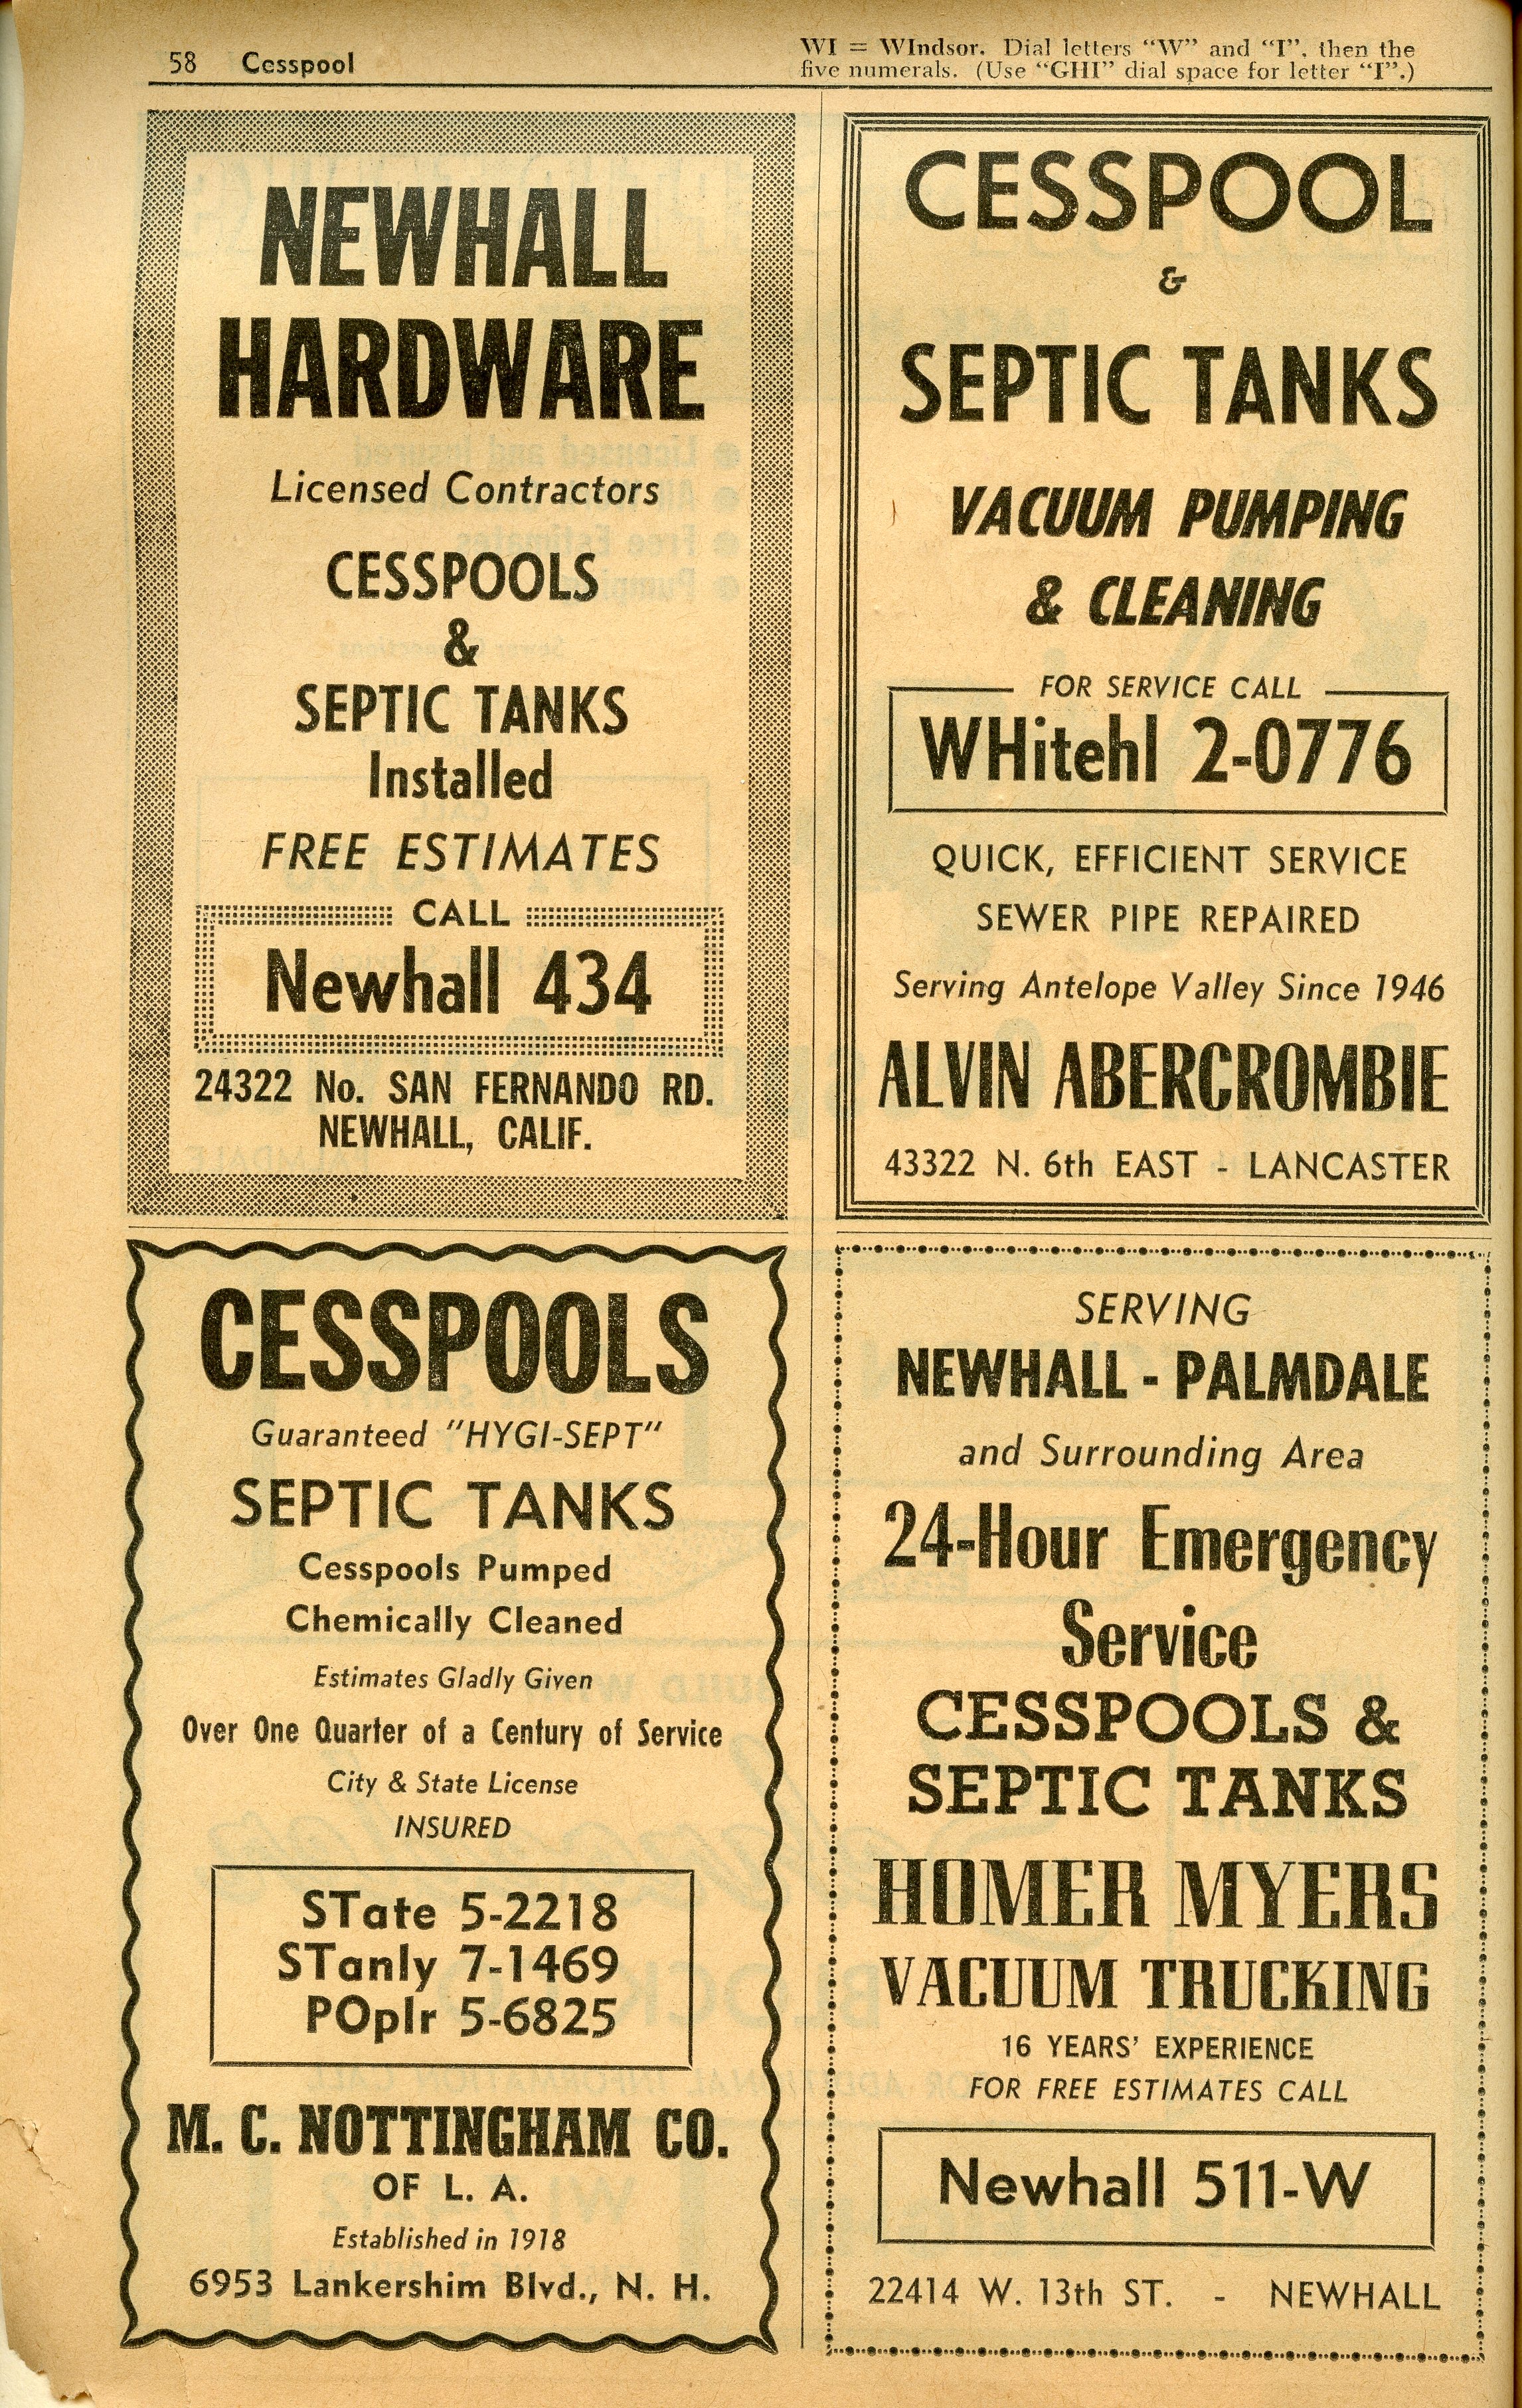 58 Cesspool
WI = WIndsor. Dial letters "W" and "I", then the
five numerals. (Use "GHI" dial space for letter "I".)
NEWHALL
HARDWARE
Licensed Contractors
CESSPOOLS
&
SEPTIC TANKS
Installed
FREE ESTIMATES
CALL
Newhall 434
24322 No. SAN FERNANDO RD.
NEWHALL, CALIF.
CESSPOOL
&
SEPTIC TANKS
VACUUM PUMPING
& CLEANING
FOR SERVICE CALL
WHitehl 2-0776
QUICK, EFFICIENT SERVICE
SEWER PIPE REPAIRED
Serving Antelope Valley Since 1946
ALVIN ABERCROMBIE
43322 N. 6th EAST - LANCASTER
CESSPOOLS
Guaranteed "HYGI-SEPT"
SEPTIC TANKS
Cesspools Pumped
Chemically Cleaned
Estimates Gladly Given
Over One Quarter of a Century of Service
City & State License
INSURED
STate 5-2218
STanly 7-1469
POplr 5-6825
M. C. NOTTINGHAM CO.
OF L. A.
Established in 1918
6953 Lankershim Blvd., N. H.
SERVING
NEWHALL - PALMDALE
and Surrounding Area
24-Hour Emergency
Service
CESSPOOLS &
SEPTIC TANKS
HOMER MYERS
VACUUM TRUCKING
16 YEARS' EXPERIENCE
FOR FREE ESTIMATES CALL
Newhall 511-W
22414 W. 13th ST. - NEWHALL